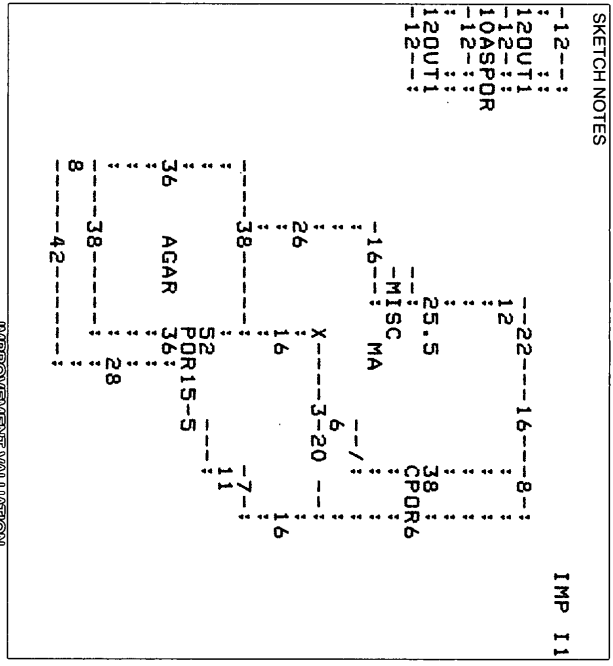 SKETCH NOTES
-12--: IMP I1
12OUT1 --22----16----8--
-12--: 12
10ASPOR
-12--:
12OUT1 25.5 38
-12--: -- CPOR6
-MISC
-16---: MA
--/
6
X-----3-20 --
26
16 16
------38------ -7-
11
52 -----
POR15-5
36 AGAR 36
28
------38------
8
-------42-------
IMPROVEMENT VALUATION